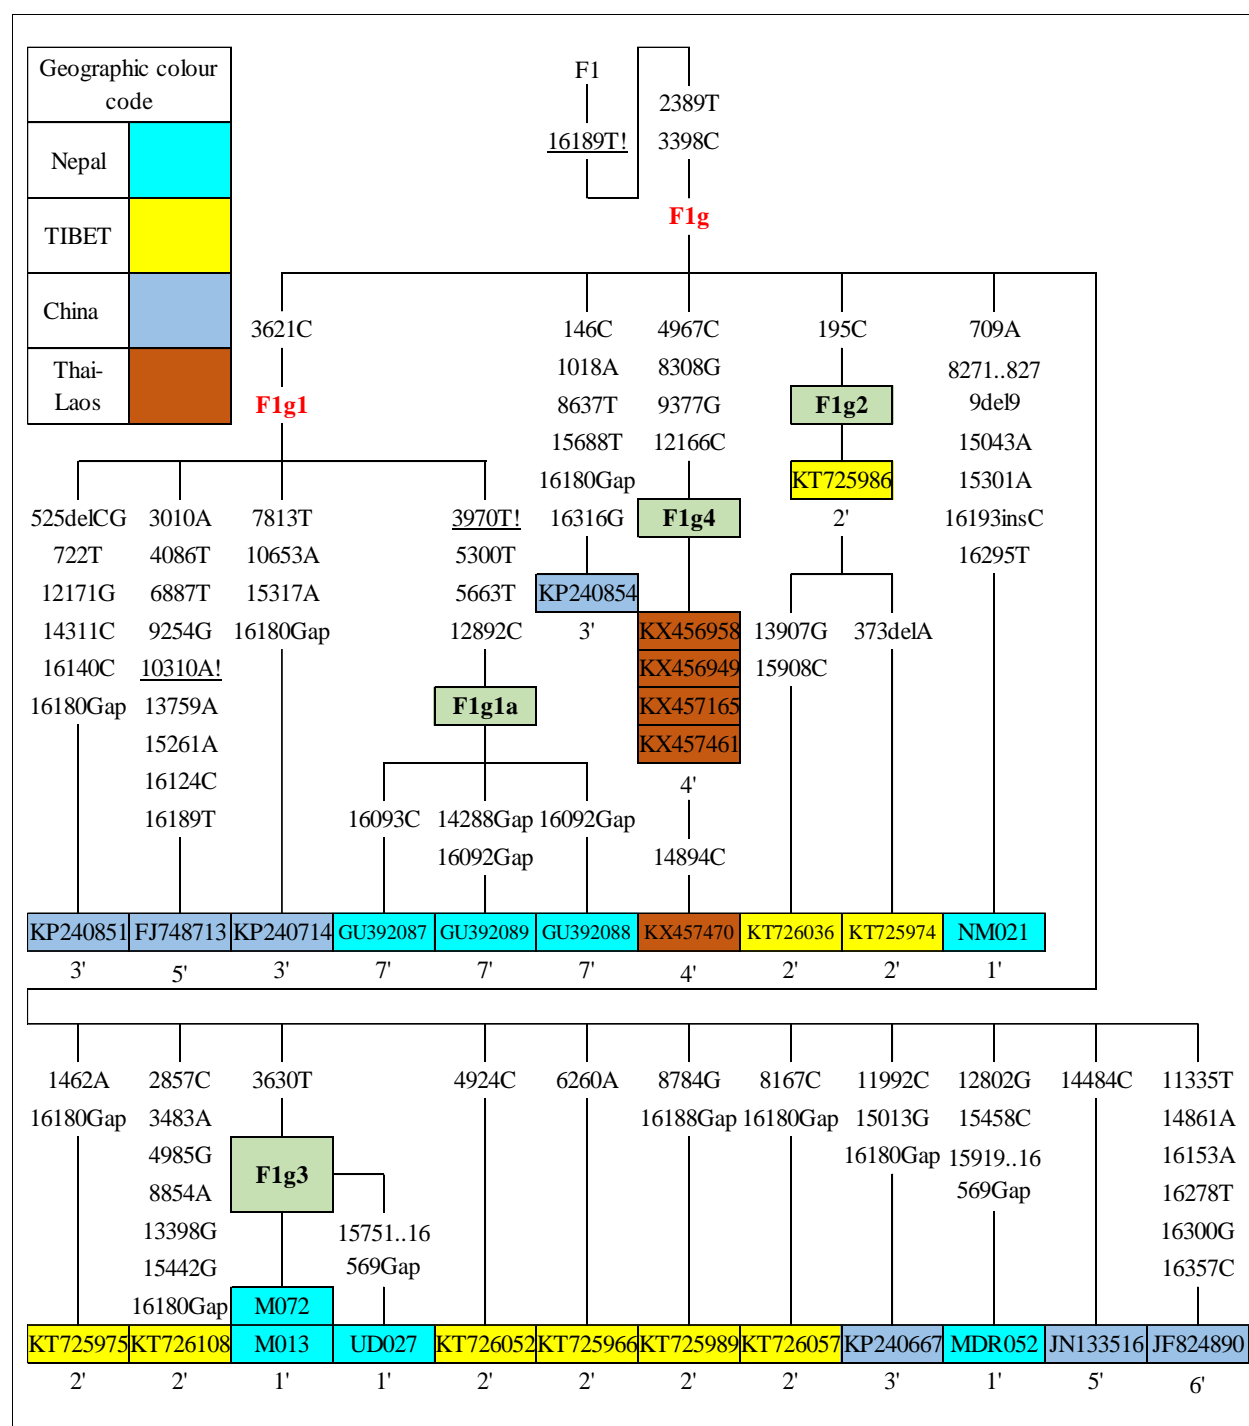 Geographic colour
code
Nepal
TIBET
China
Thai-
Laos
F1
16189T!
2389T
3398C
F1g
3621C
F1g1
146C
1018A
8637T
15688T
16180Gap
16316G
KP240854
3'
4967C
8308G
9377G
12166C
F1g4
KX456958
KX456949
KX457165
KX457461
4'
14894C
195C
F1g2
KT725986
2'
13907G
15908C
373delA
709A
8271..827
9del9
15043A
15301A
16193insC
16295T
525delCG
722T
12171G
14311C
16140C
16180Gap
3010A
4086T
6887T
9254G
10310A!
13759A
15261A
16124C
16189T
7813T
10653A
15317A
16180Gap
3970T!
5300T
5663T
12892C
F1g1a
16093C
14288Gap
16092Gap
16092Gap
KP240851 FJ748713 KP240714 GU392087 GU392089 GU392088 KX457470 KT726036 KT725974 NM021
3' 5' 3' 7' 7' 7' 4' 2' 2' 1'
1462A
16180Gap
2857C
3483A
4985G
8854A
13398G
15442G
16180Gap
3630T
F1g3
M072
15751..16
569Gap
4924C
6260A
8784G
16188Gap
8167C
16180Gap
11992C
15013G
16180Gap
12802G
15458C
15919..16
569Gap
14484C
11335T
14861A
16153A
16278T
16300G
16357C
KT725975 KT726108 M013 UD027 KT726052 KT725966 KT725989 KT726057 KP240667 MDR052 JN133516 JF824890
2' 2' 1' 1' 2' 2' 2' 2' 3' 1' 5' 6'